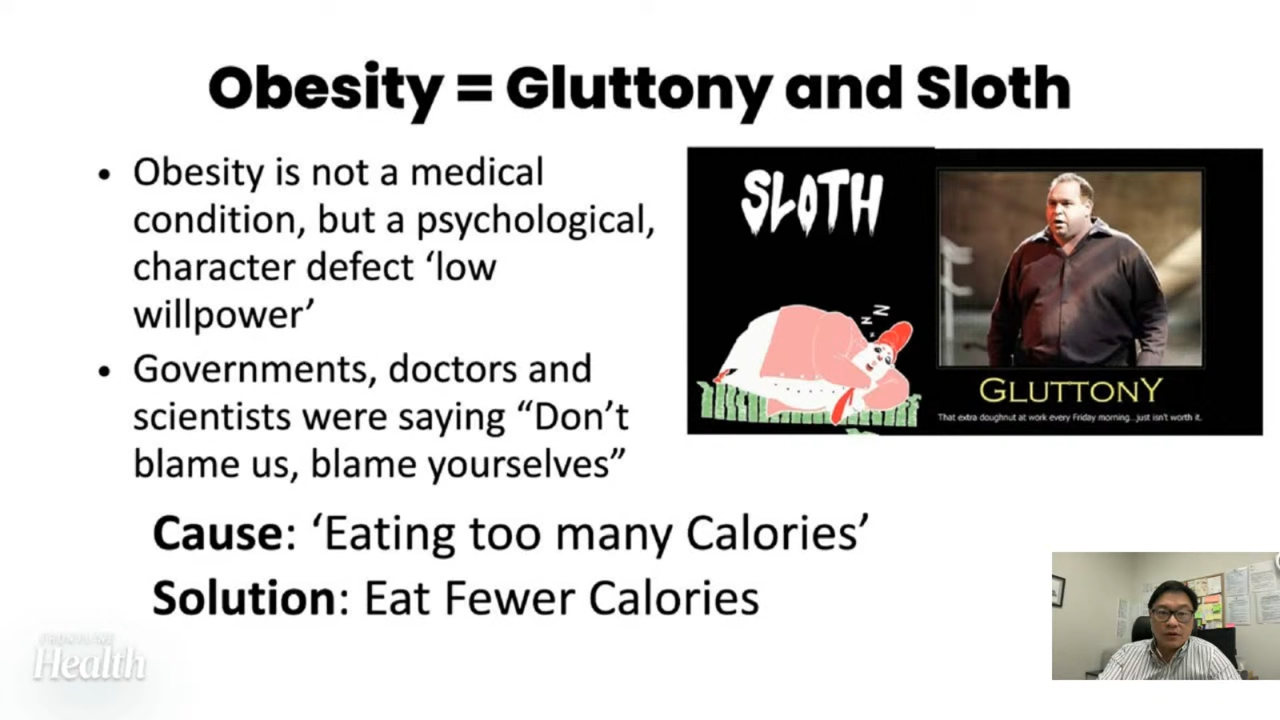 Obesity = Gluttony and Sloth
• Obesity is not a medical
condition, but a psychological,
character defect ‘low
willpower’
• Governments, doctors and
scientists were saying “Don’t
blame us, blame yourselves”
Cause: ‘Eating too many Calories’
Solution: Eat Fewer Calories
SLOTH
z Z
GLUTTONY
That extra doughnut at work every Friday morning...just isn't worth it.
FRONTLINE
Health